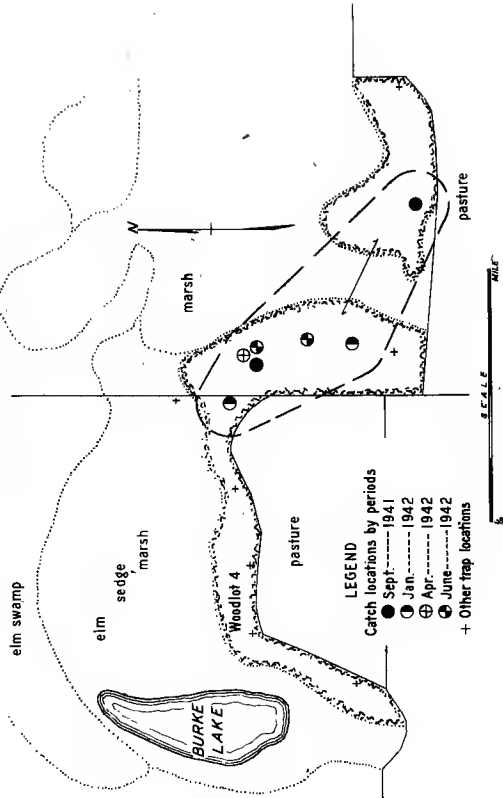 elm swamp
elm
sedge marsh
BURKE
LAKE
Woodlot 4
marsh
N
pasture
pasture
LEGEND
Catch locations by periods
Sept.------1941
Jan.-------1942
Apr.-------1942
June-------1942
+ Other trap locations
SCALE
MILE